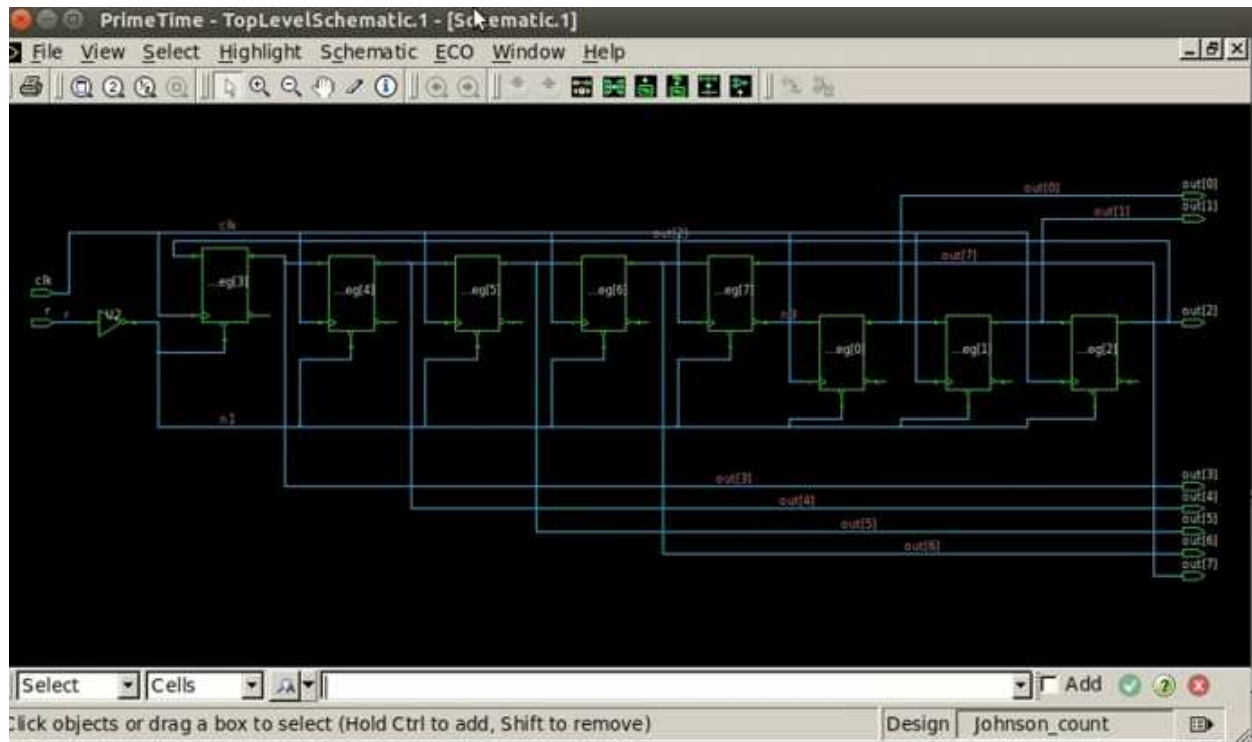 PrimeTime - TopLevelSchematic.1 - [Schematic.1]
File View Select Highlight Schematic ECO Window Help
out[0]
out[0]
out[1]
out[1]
clk
out[2]
out[7]
clk
...eg[3]
...eg[4]
...eg[5]
...eg[6]
...eg[7]
r
r
U2
n3
out[2]
...eg[0]
...eg[1]
...eg[2]
n1
out[3]
out[3]
out[4]
out[4]
out[5]
out[5]
out[6]
out[6]
out[7]
Select Cells Add
Click objects or drag a box to select (Hold Ctrl to add, Shift to remove) Design Johnson_count